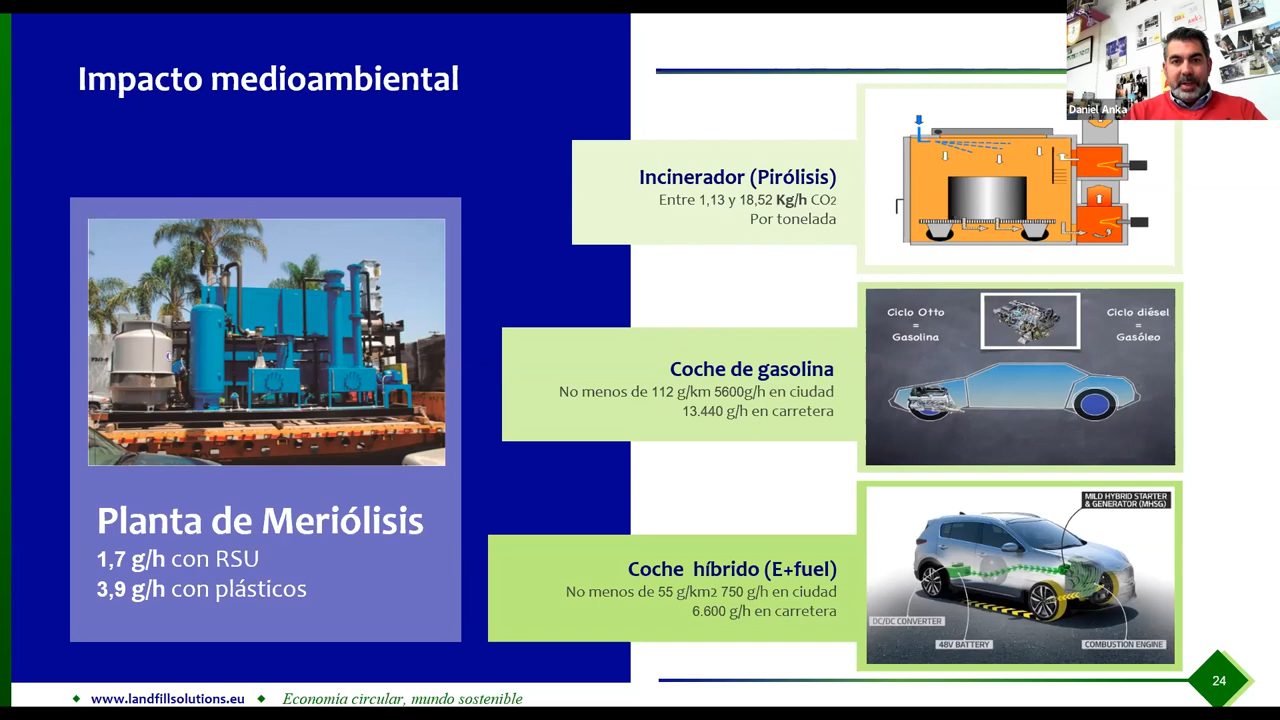 Impacto medioambiental
Daniel Anka
Incinerador (Pirólisis)
Entre 1,13 y 18,52 Kg/h CO2
Por tonelada
Planta de Meriólisis
1,7 g/h con RSU
3,9 g/h con plásticos
Coche de gasolina
No menos de 112 g/km 5600g/h en ciudad
13.440 g/h en carretera
Ciclo Otto
=
Gasolina
Ciclo diésel
=
Gasóleo
Coche híbrido (E+fuel)
No menos de 55 g/km2 750 g/h en ciudad
6.600 g/h en carretera
MILD HYBRID STARTER
& GENERATOR (MHSG)
DC/DC CONVERTER
48V BATTERY
COMBUSTION ENGINE
www.landfillsolutions.eu
Economía circular, mundo sostenible
24